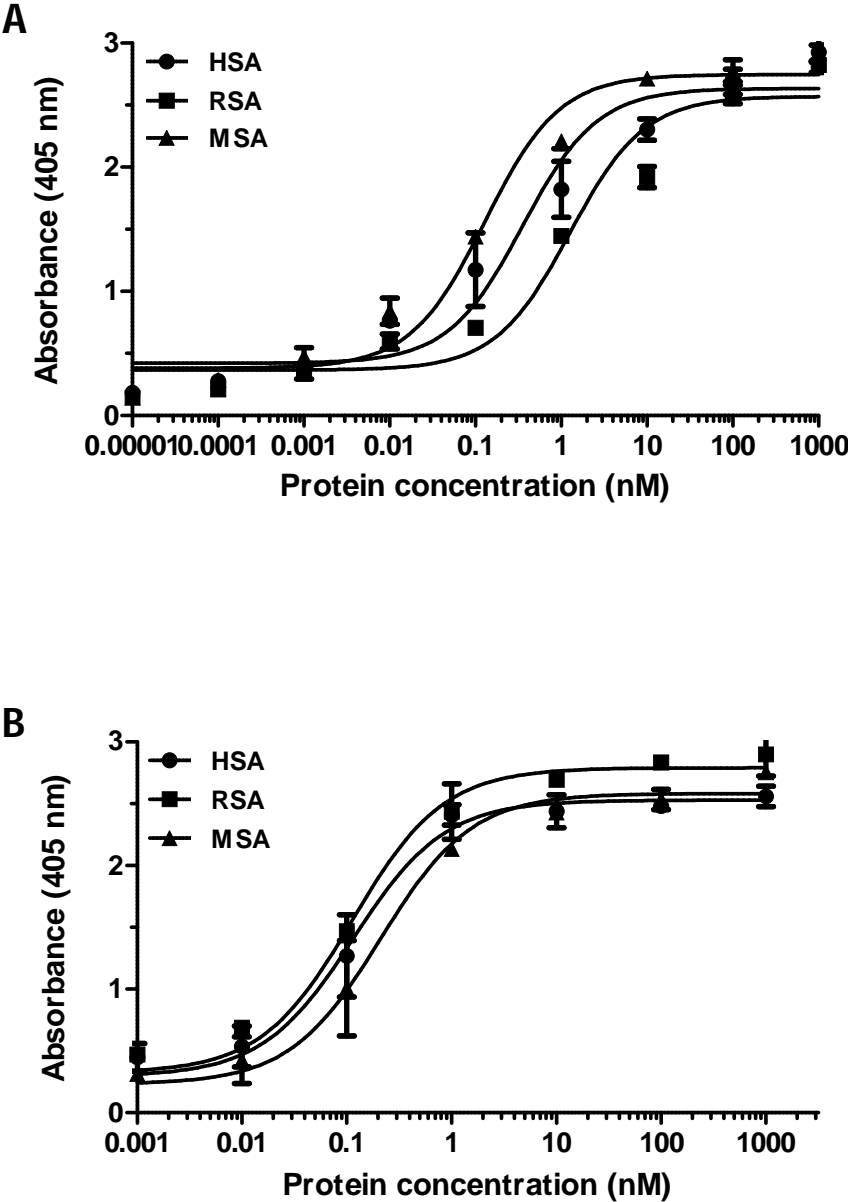 A
HSA
RSA
MSA
3
2
1
0
Absorbance (405 nm)
0.00001 0.0001 0.001 0.01 0.1 1 10 100 1000
Protein concentration (nM)
B
HSA
RSA
MSA
3
2
1
0
Absorbance (405 nm)
0.001 0.01 0.1 1 10 100 1000
Protein concentration (nM)